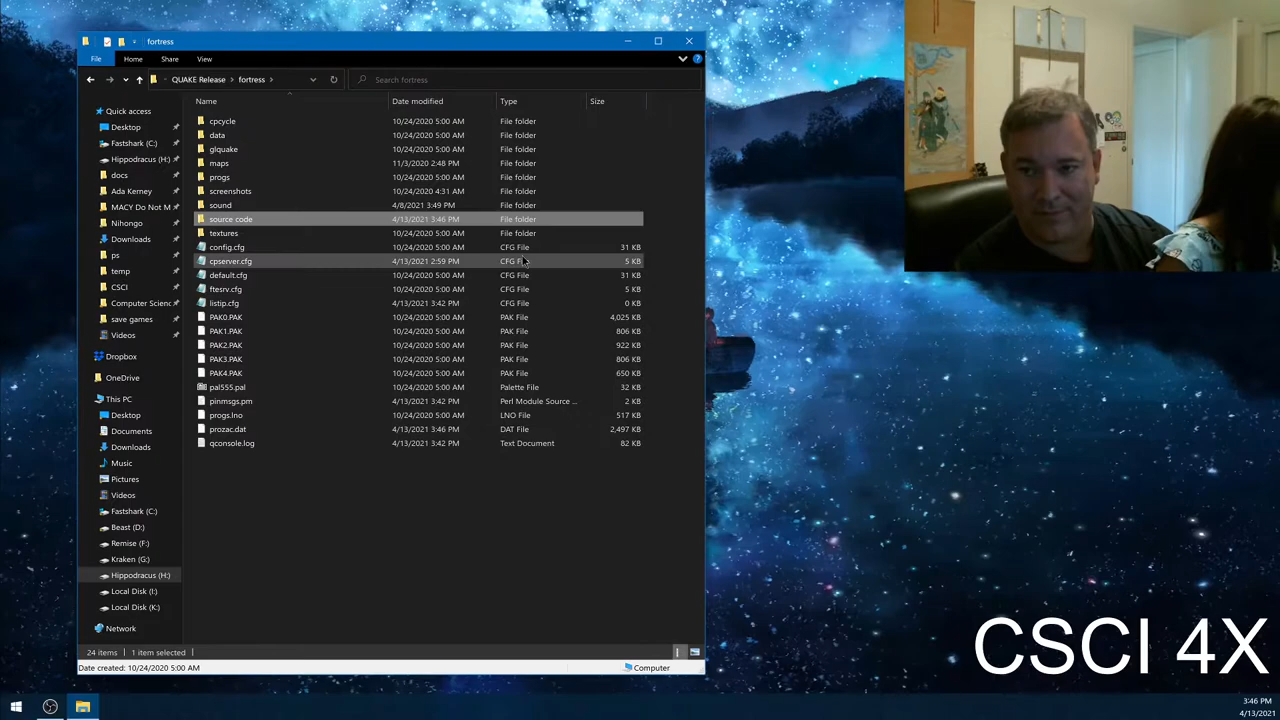 fortress
File
Home
Share
View
QUAKE Release
fortress
Search fortress
Name
Date modified
Type
Size
Quick access
Desktop
Fastshark (C:)
Hippodracus (H:)
docs
Ada Kerney
MACY Do Not M
Nihongo
Downloads
ps
temp
CSCI
Computer Scienc
save games
Videos
Dropbox
OneDrive
This PC
Desktop
Documents
Downloads
Music
Pictures
Videos
Fastshark (C:)
Beast (D:)
Remise (F:)
Kraken (G:)
Hippodracus (H:)
Local Disk (I:)
Local Disk (K:)
Network
cpcycle 10/24/2020 5:00 AM File folder
data 10/24/2020 5:00 AM File folder
glquake 10/24/2020 5:00 AM File folder
maps 11/3/2020 2:48 PM File folder
progs 10/24/2020 5:00 AM File folder
screenshots 10/24/2020 4:31 AM File folder
sound 4/8/2021 3:49 PM File folder
source code 4/13/2021 3:46 PM File folder
textures 10/24/2020 5:00 AM File folder
config.cfg 10/24/2020 5:00 AM CFG File 31 KB
cpserver.cfg 4/13/2021 2:59 PM CFG File 5 KB
default.cfg 10/24/2020 5:00 AM CFG File 31 KB
ftesrv.cfg 10/24/2020 5:00 AM CFG File 5 KB
listip.cfg 4/13/2021 3:42 PM CFG File 0 KB
PAK0.PAK 10/24/2020 5:00 AM PAK File 4,025 KB
PAK1.PAK 10/24/2020 5:00 AM PAK File 806 KB
PAK2.PAK 10/24/2020 5:00 AM PAK File 922 KB
PAK3.PAK 10/24/2020 5:00 AM PAK File 806 KB
PAK4.PAK 10/24/2020 5:00 AM PAK File 650 KB
pal555.pal 10/24/2020 5:00 AM Palette File 32 KB
pinmsgs.pm 4/13/2021 3:42 PM Perl Module Source ... 2 KB
progs.lno 10/24/2020 5:00 AM LNO File 517 KB
prozac.dat 4/13/2021 3:46 PM DAT File 2,497 KB
qconsole.log 4/13/2021 3:42 PM Text Document 82 KB
24 items 1 item selected
Date created: 10/24/2020 5:00 AM
Computer
CSCI 4X
3:46 PM
4/13/2021